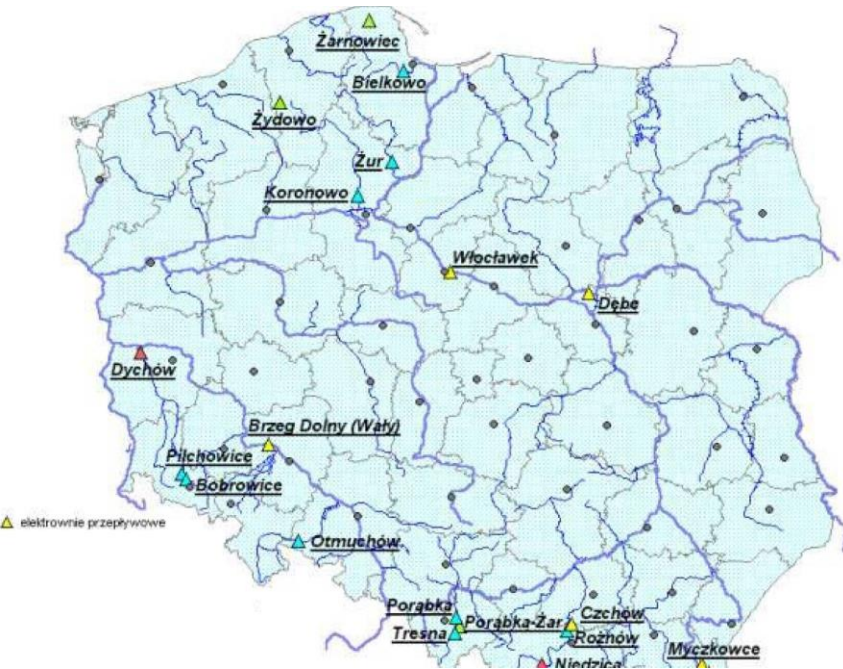 Żarnowiec
Bielkowo
Żydowo
Żur
Koronowo
Włocławek
Dębe
Dychów
Brzeg Dolny (Wały)
Pilchowice
Bobrowice
elektrownie przepływowe
Otmuchów
Porąbka
Czchów
Porąbka-Żar
Tresna
Rożnów
Myczkowce
Niedzica